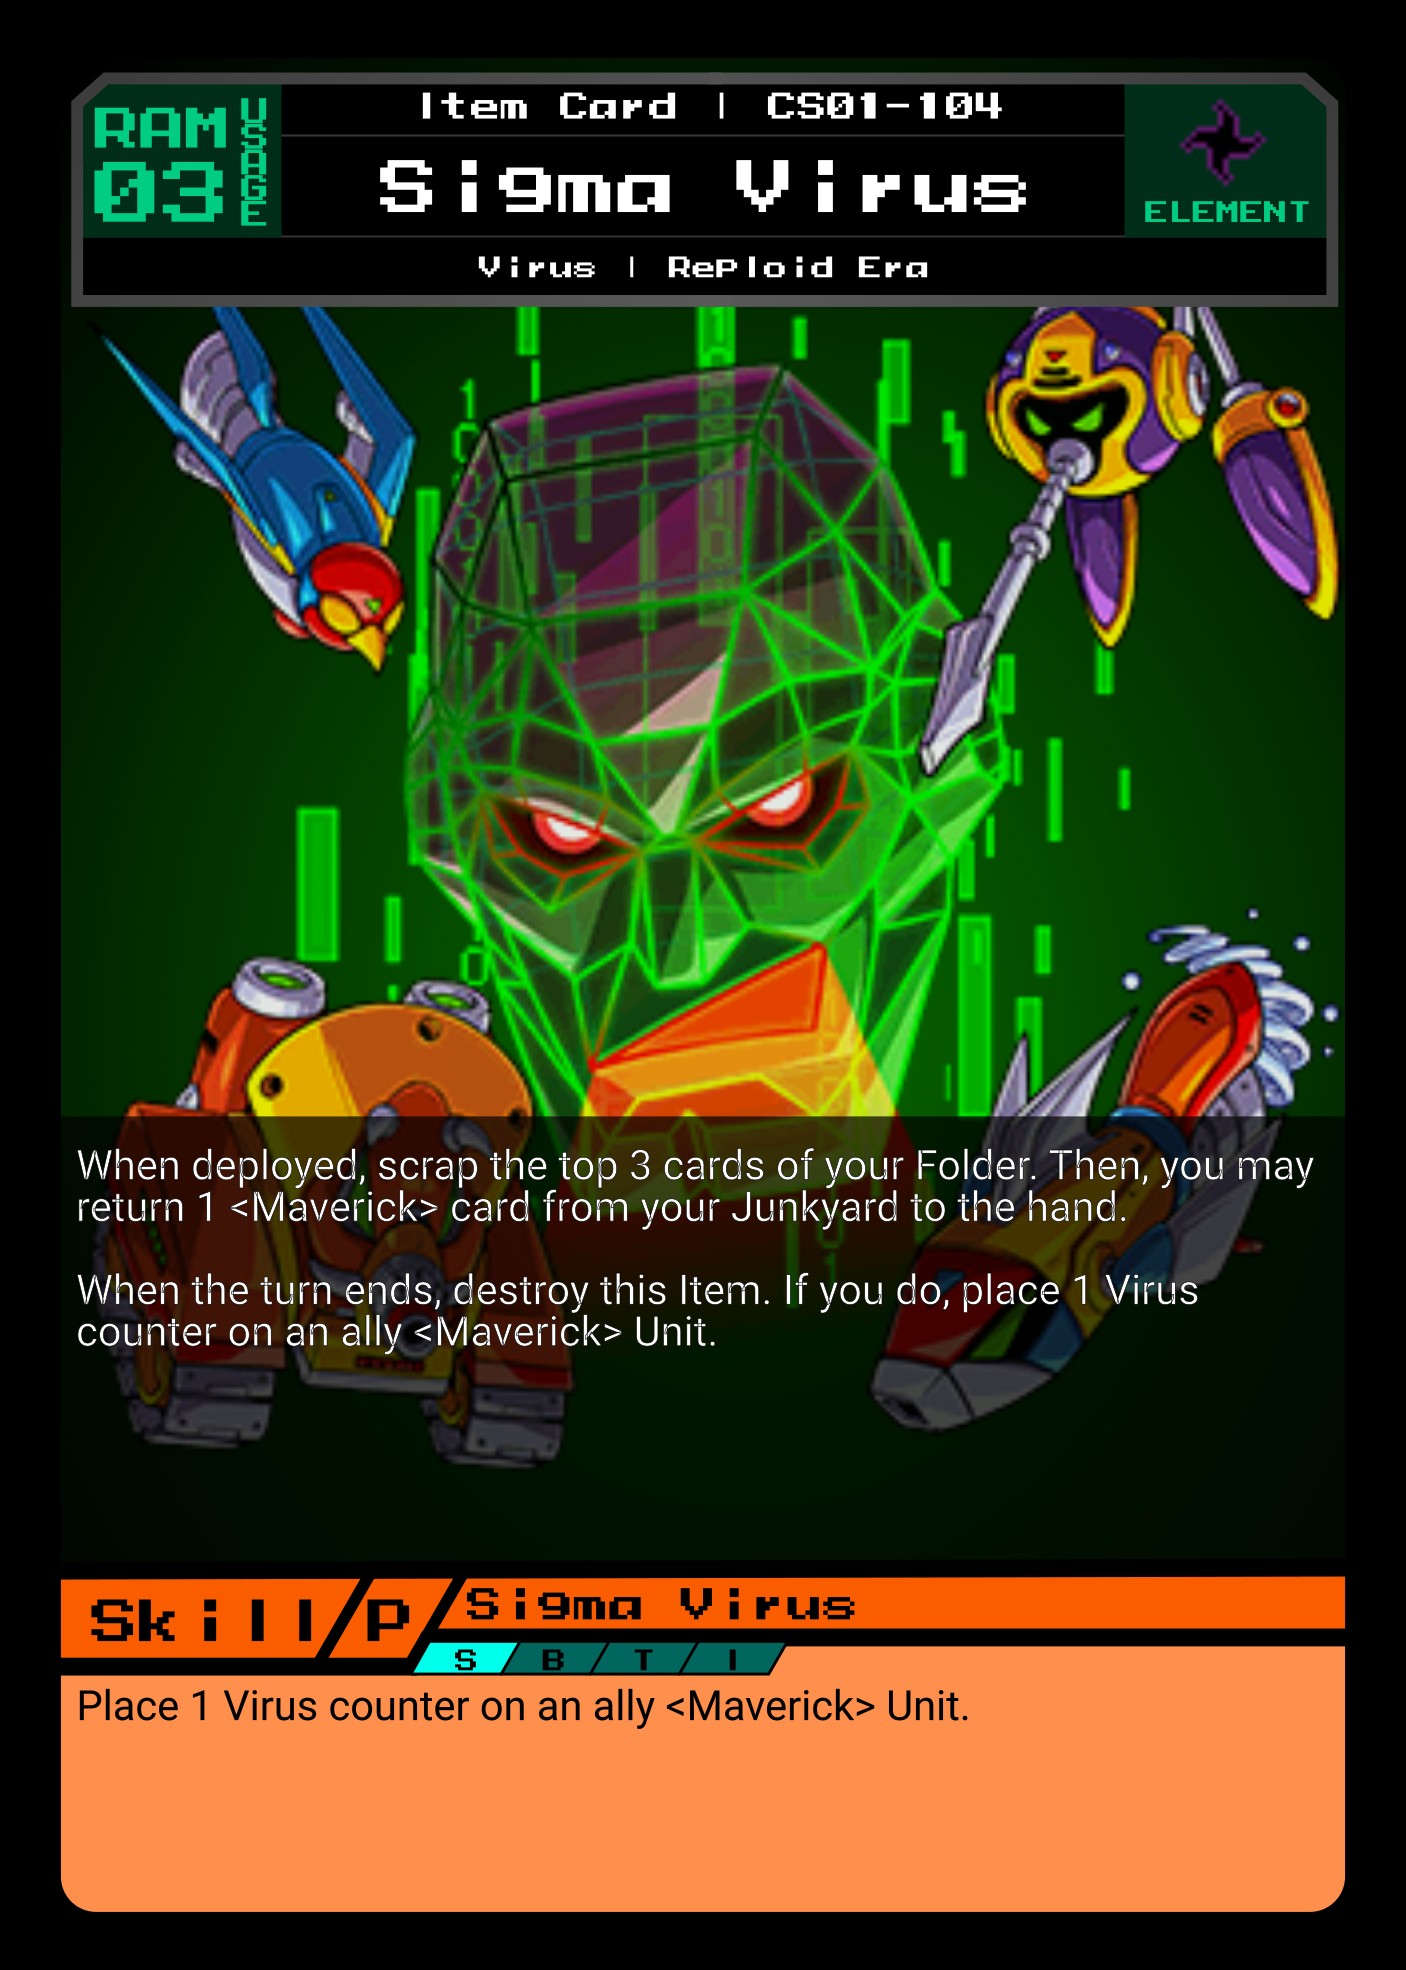 RAM USAGE
03
Item Card | CS01-104
Sigma Virus
Virus | Reploid Era
ELEMENT
When deployed, scrap the top 3 cards of your Folder. Then, you may
return 1 <Maverick> card from your Junkyard to the hand.
When the turn ends, destroy this Item. If you do, place 1 Virus
counter on an ally <Maverick> Unit.
Skill/P
Sigma Virus
S B T I
Place 1 Virus counter on an ally <Maverick> Unit.